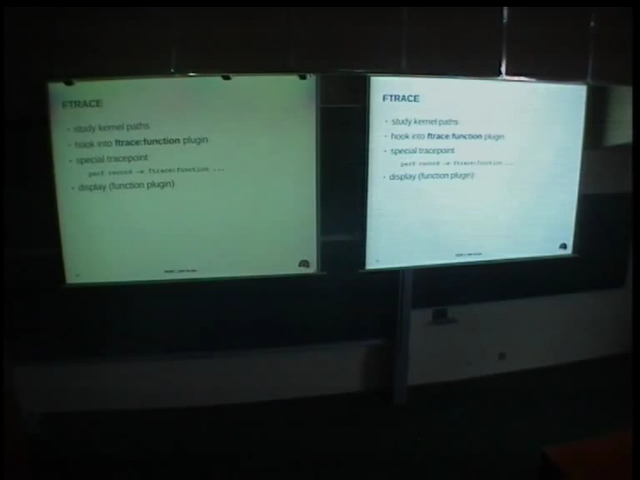 FTRACE
• study kernel paths
• hook into ftrace:function plugin
• special tracepoint
perf record -e ftrace:function ...
• display (function plugin)
FTRACE
• study kernel paths
• hook into ftrace:function plugin
• special tracepoint
perf record -e ftrace:function ...
• display (function plugin)